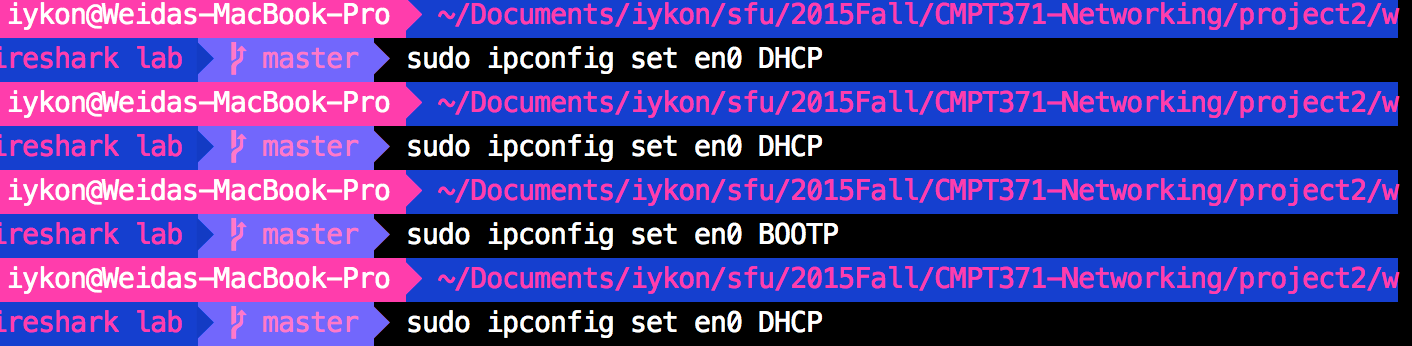 iykon@Weidas-MacBook-Pro ~/Documents/iykon/sfu/2015Fall/CMPT371-Networking/project2/w
ireshark lab master sudo ipconfig set en0 DHCP
iykon@Weidas-MacBook-Pro ~/Documents/iykon/sfu/2015Fall/CMPT371-Networking/project2/w
ireshark lab master sudo ipconfig set en0 DHCP
iykon@Weidas-MacBook-Pro ~/Documents/iykon/sfu/2015Fall/CMPT371-Networking/project2/w
ireshark lab master sudo ipconfig set en0 BOOTP
iykon@Weidas-MacBook-Pro ~/Documents/iykon/sfu/2015Fall/CMPT371-Networking/project2/w
ireshark lab master sudo ipconfig set en0 DHCP